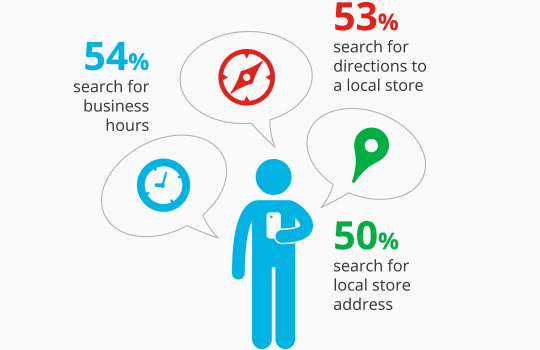 54%
search for
business
hours
53%
search for
directions to
a local store
50%
search for
local store
address